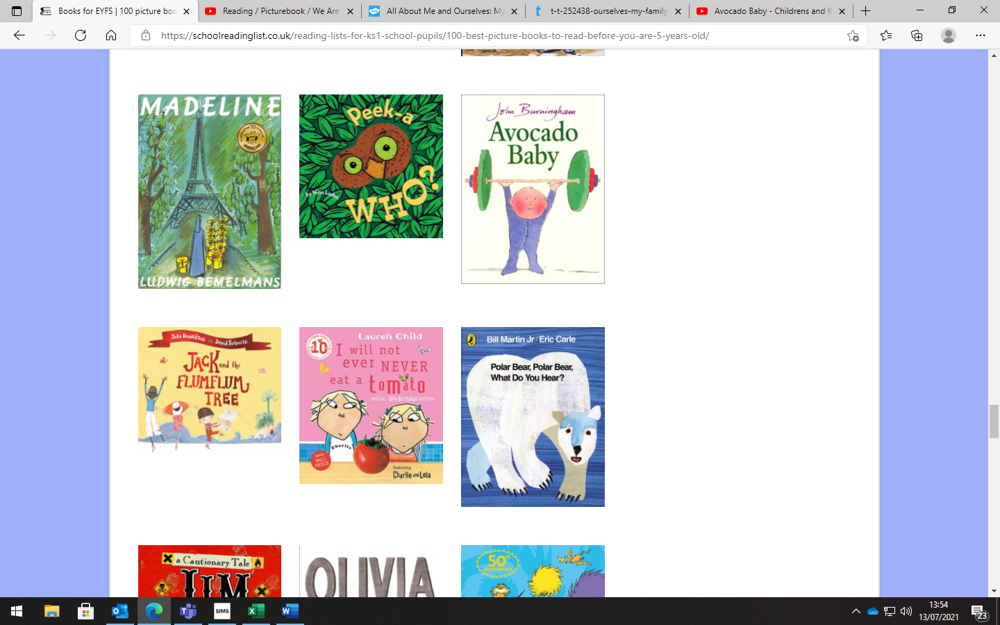 Books for EYFS | 100 picture boo
Reading / Picturebook / We Are
All About Me and Ourselves: My
t-t-252438-ourselves-my-family
Avocado Baby - Childrens and K
https://schoolreadinglist.co.uk/reading-lists-for-ks1-school-pupils/100-best-picture-books-to-read-before-you-are-5-years-old/
MADELINE
MADELINE
LUDWIG BEMELMANS
Peek-a
WHO?
by Nina Laden
John Burningham
Avocado
Baby
Julia Donaldson David Roberts
JACK and the
FLUMFLUM
TREE
10
Lauren Child
I will not
ever NEVER
eat a tomato
SPECIAL 10th Birthday EDITION
Charlie
WALL
FRIEZE
featuring
Charlie and Lola
Bill Martin Jr / Eric Carle
Polar Bear, Polar Bear,
What Do You Hear?
a Cautionary Tale
JIM
OLIVIA
50th
ANNIVERSARY
SIMS
13:54
13/07/2021
23